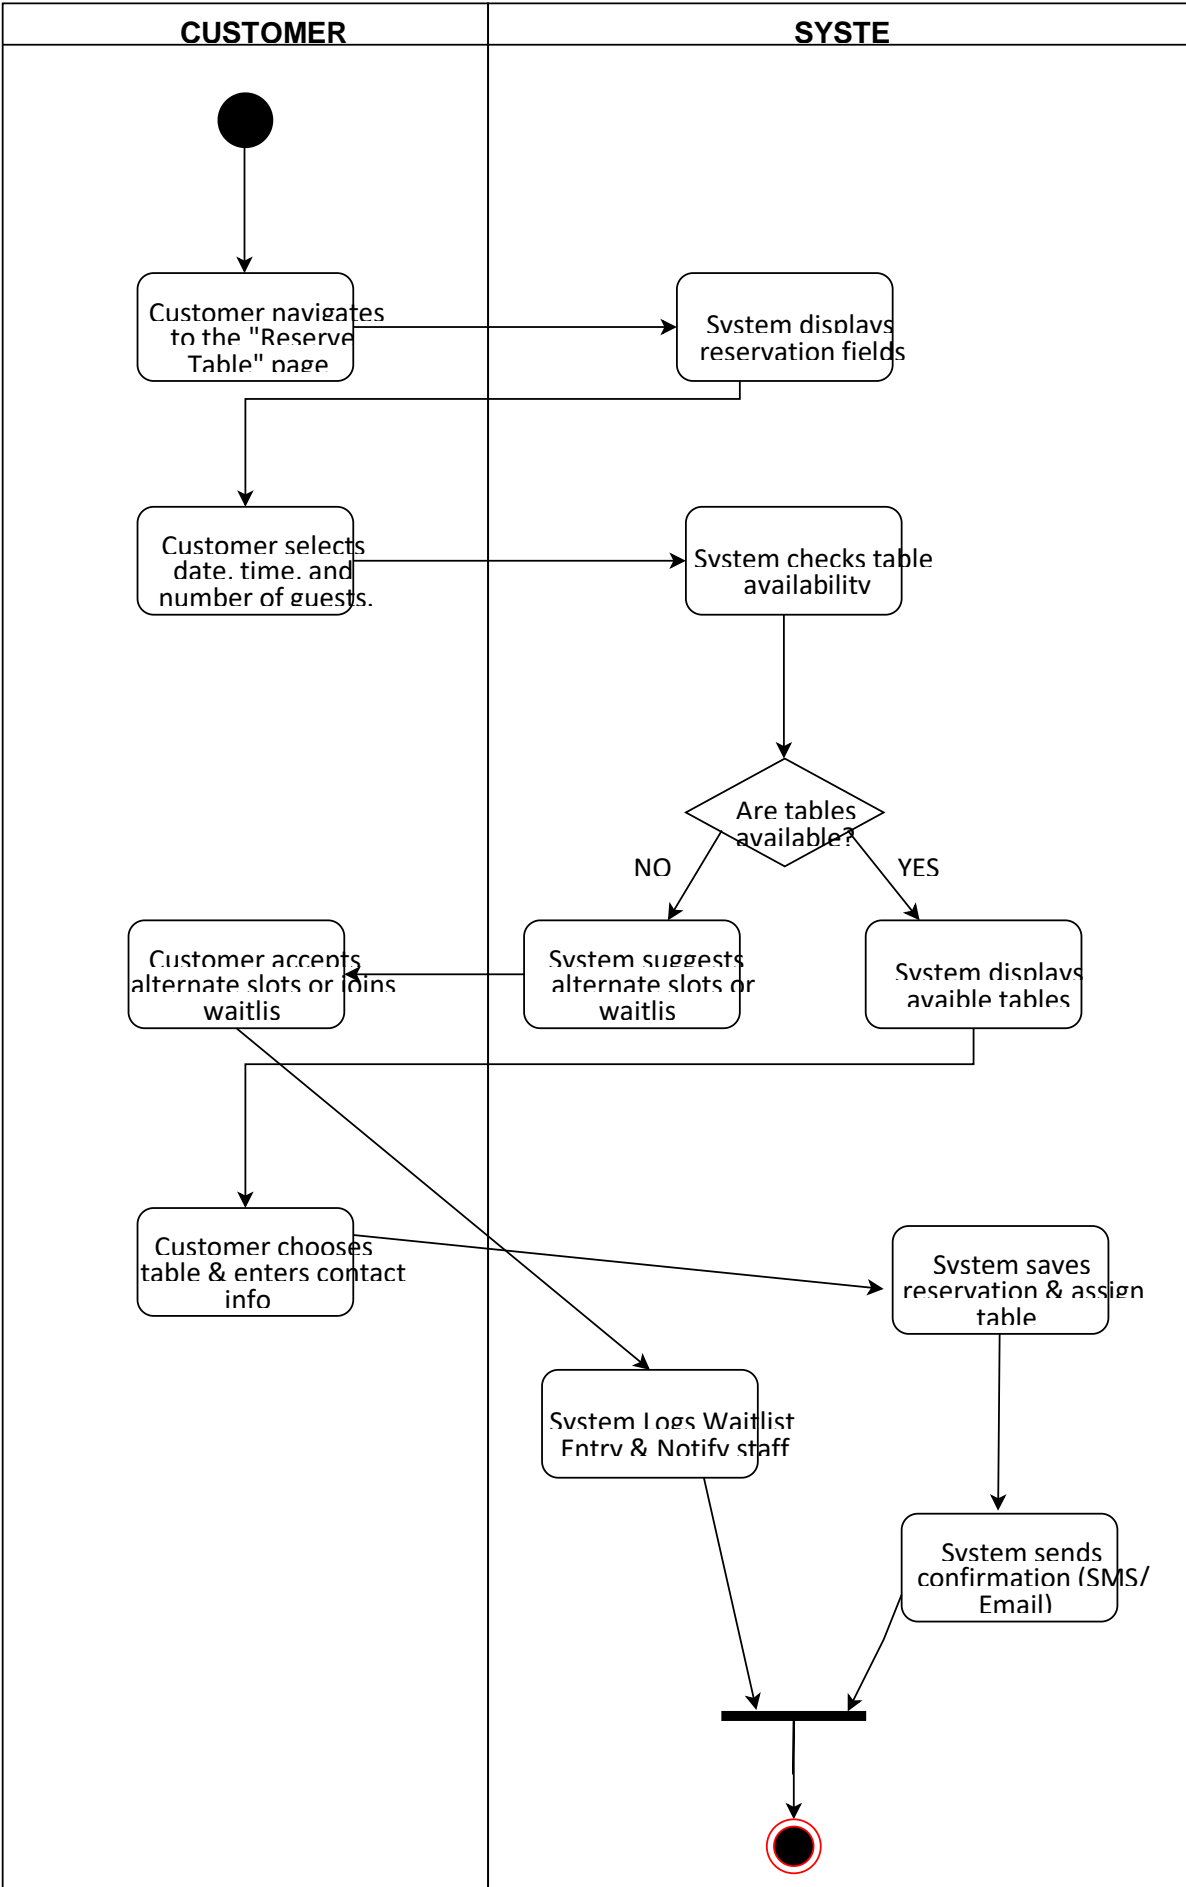 CUSTOMER
SYSTE
Customer navigates
to the "Reserve
Table" page
System displays
reservation fields
Customer selects
date, time, and
number of guests.
System checks table
availability
Are tables
available?
NO
YES
Customer accepts
alternate slots or joins
waitlis
System suggests
alternate slots or
waitlis
System displays
avaible tables
Customer chooses
table & enters contact
info
System saves
reservation & assign
table
System Logs Waitlist
Entry & Notify staff
System sends
confirmation (SMS/
Email)